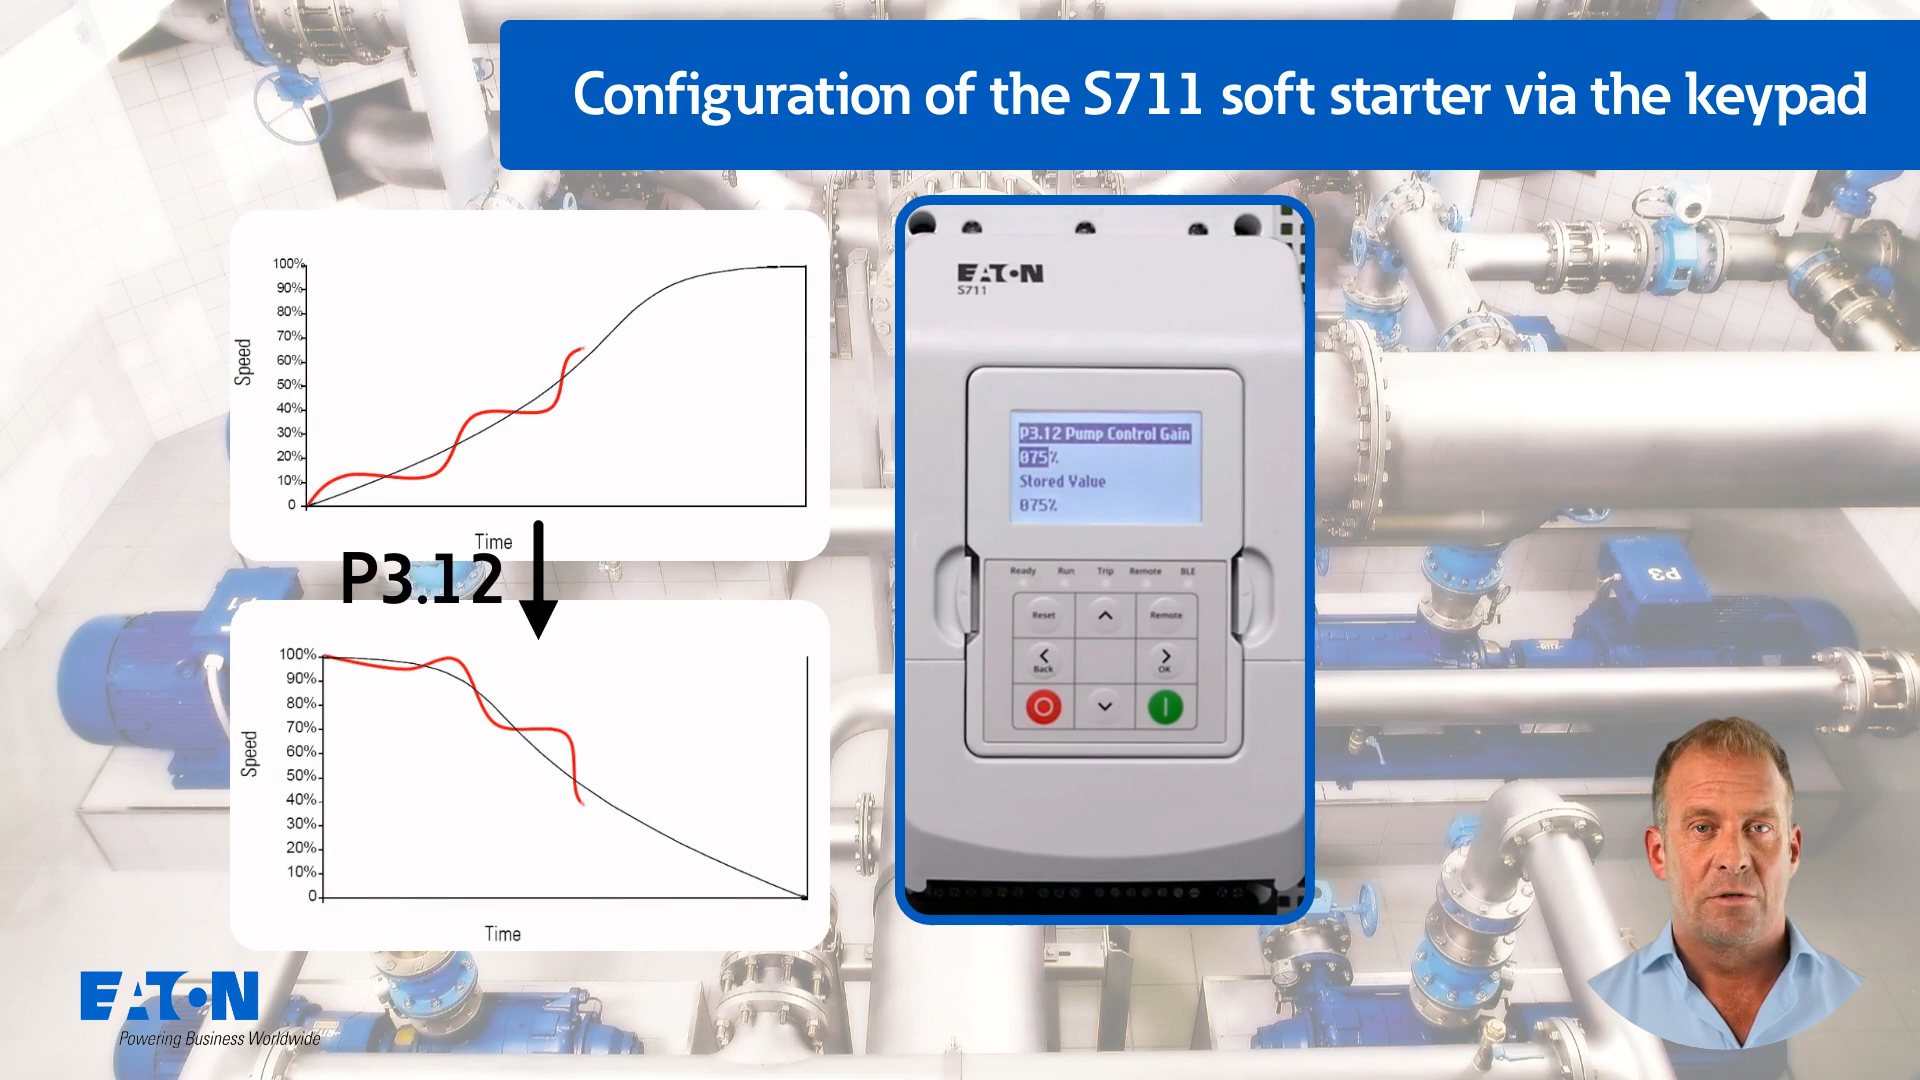 Configuration of the S711 soft starter via the keypad
100%
90%
80%
70%
60%
50%
40%
30%
20%
10%
0
Speed
Time
P3.12
100%
90%
80%
70%
60%
50%
40%
30%
20%
10%
0
Speed
Time
EATON
S711
P3.12 Pump Control Gain
075%
Stored Value
075%
Ready Run Trip Remote BLE
Reset
Remote
Back
OK
P3
EATON
Powering Business Worldwide